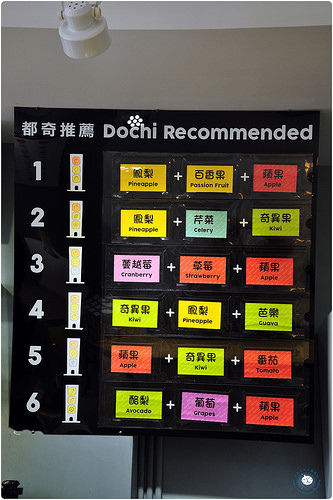 都奇推薦 Dochi Recommended
1 鳳梨 Pineapple + 百香果 Passion Fruit + 蘋果 Apple
2 鳳梨 Pineapple + 芹菜 Celery + 奇異果 Kiwi
3 蔓越莓 Cranberry + 草莓 Strawberry + 蘋果 Apple
4 奇異果 Kiwi + 鳳梨 Pineapple + 芭樂 Guava
5 蘋果 Apple + 奇異果 Kiwi + 番茄 Tomato
6 酪梨 Avocado + 葡萄 Grapes + 蘋果 Apple